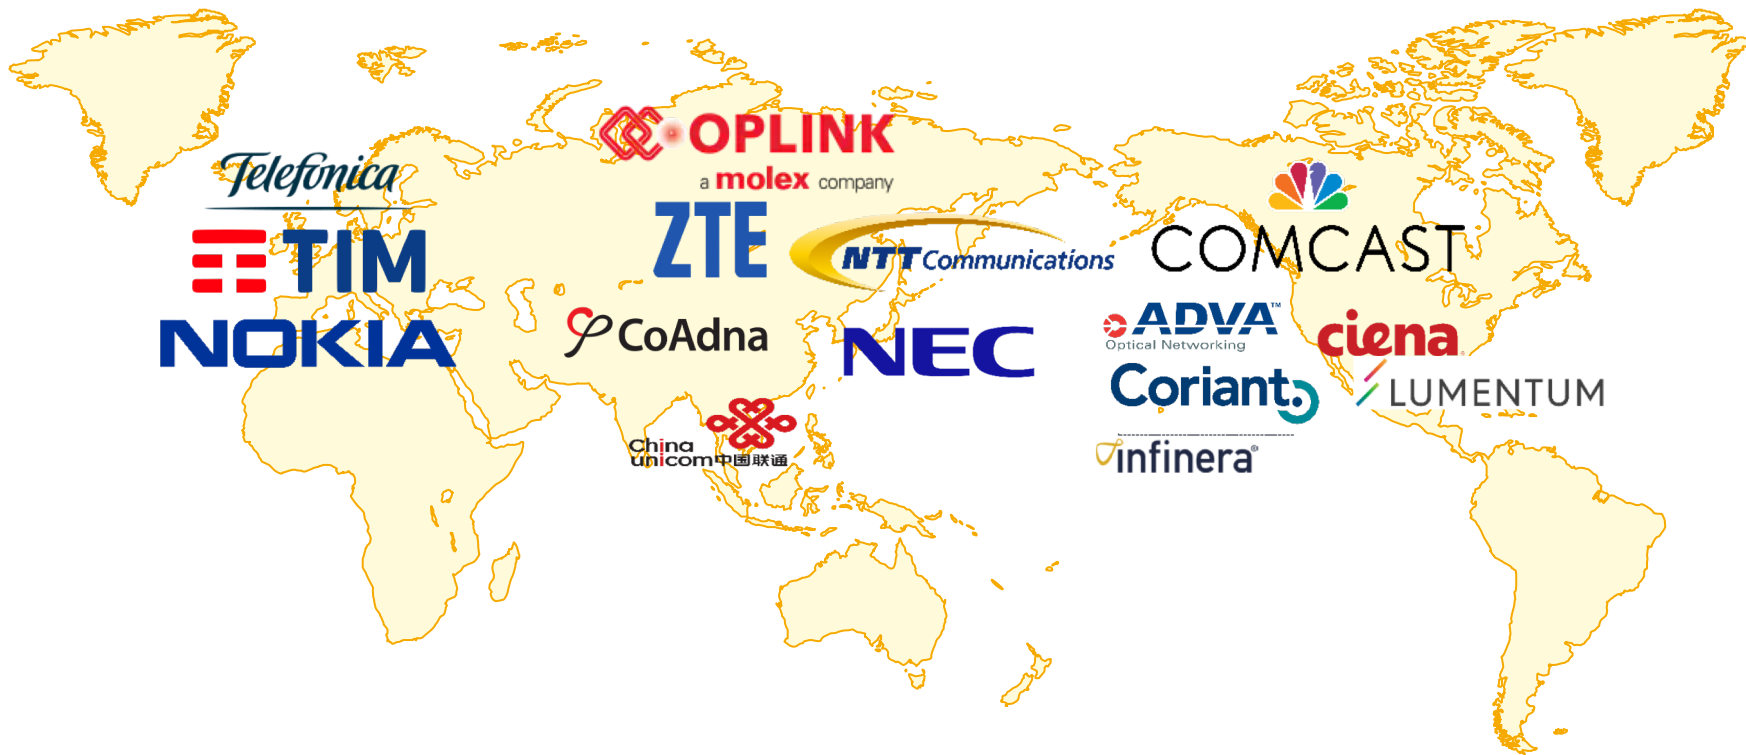 Telefonica
TIM
NOKIA
OPLINK
a molex company
ZTE
NTT Communications
CoAdna
NEC
China
unicom中国联通
COMCAST
ADVA™
Optical Networking
ciena®
Coriant.
LUMENTUM
infinera®